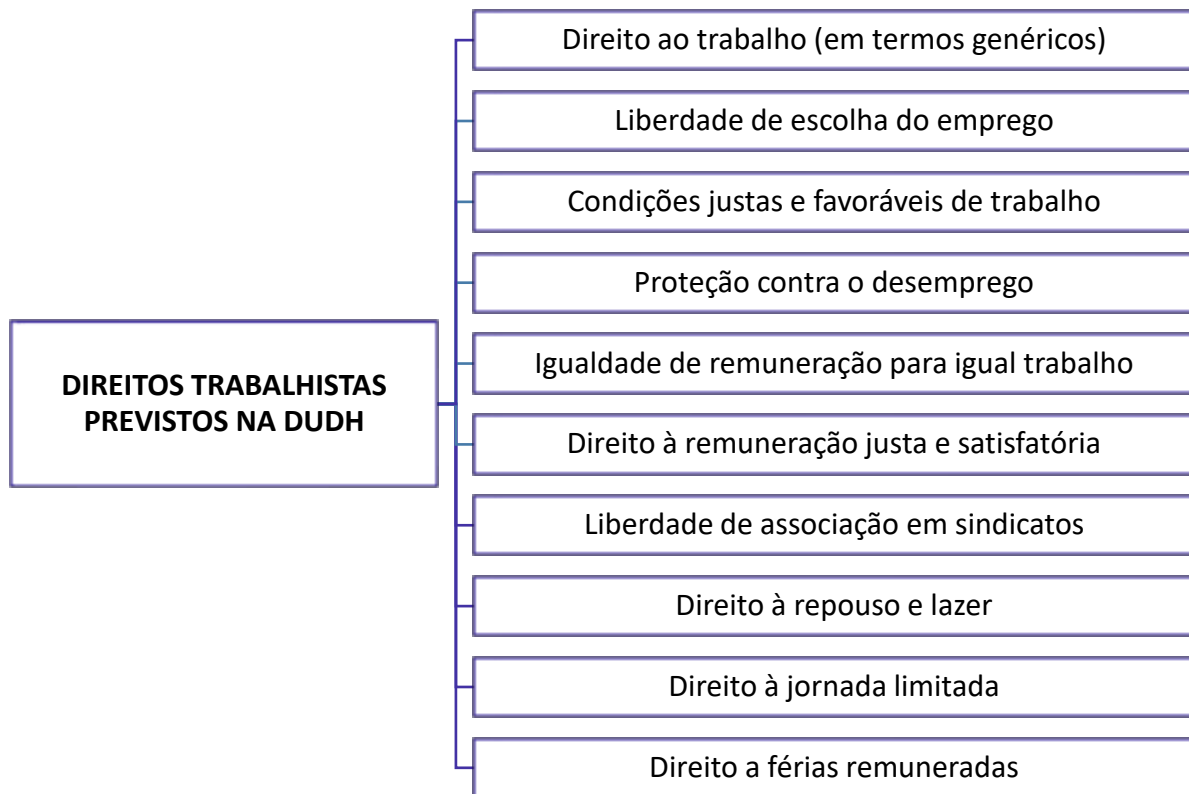 DIREITOS TRABALHISTAS
PREVISTOS NA DUDH
Direito ao trabalho (em termos genéricos)
Liberdade de escolha do emprego
Condições justas e favoráveis de trabalho
Proteção contra o desemprego
Igualdade de remuneração para igual trabalho
Direito à remuneração justa e satisfatória
Liberdade de associação em sindicatos
Direito à repouso e lazer
Direito à jornada limitada
Direito a férias remuneradas